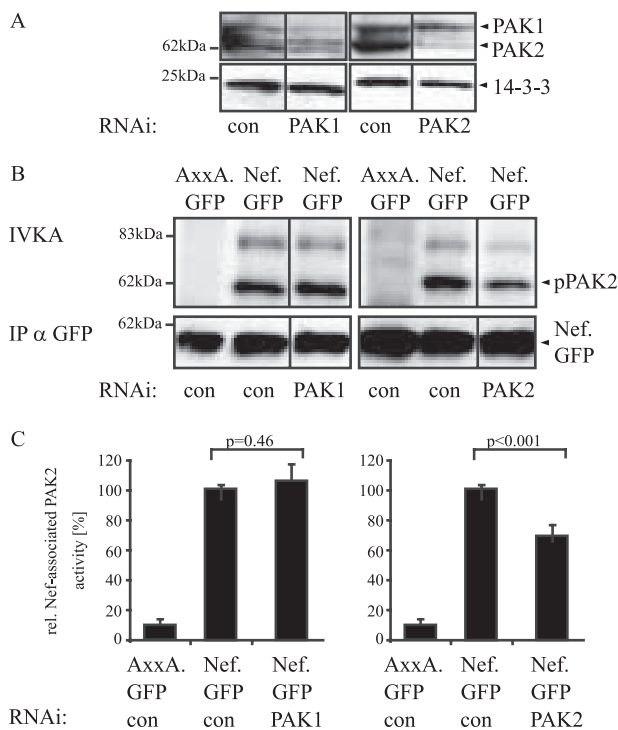 A
PAK1
62kDa PAK2
25kDa
14-3-3
RNAi: con PAK1 con PAK2
B
AxxA. Nef. Nef. AxxA. Nef. Nef.
GFP GFP GFP GFP GFP GFP
IVKA 83kDa
62kDa pPAK2
62kDa
IP α GFP Nef.
GFP
RNAi: con con PAK1 con con PAK2
C
p=0.46 p<0.001
rel. Nef-associated PAK2
activity [%]
120 120
100 100
80 80
60 60
40 40
20 20
0 0
AxxA. Nef. Nef. AxxA. Nef. Nef.
GFP GFP GFP GFP GFP GFP
RNAi: con con PAK1 con con PAK2